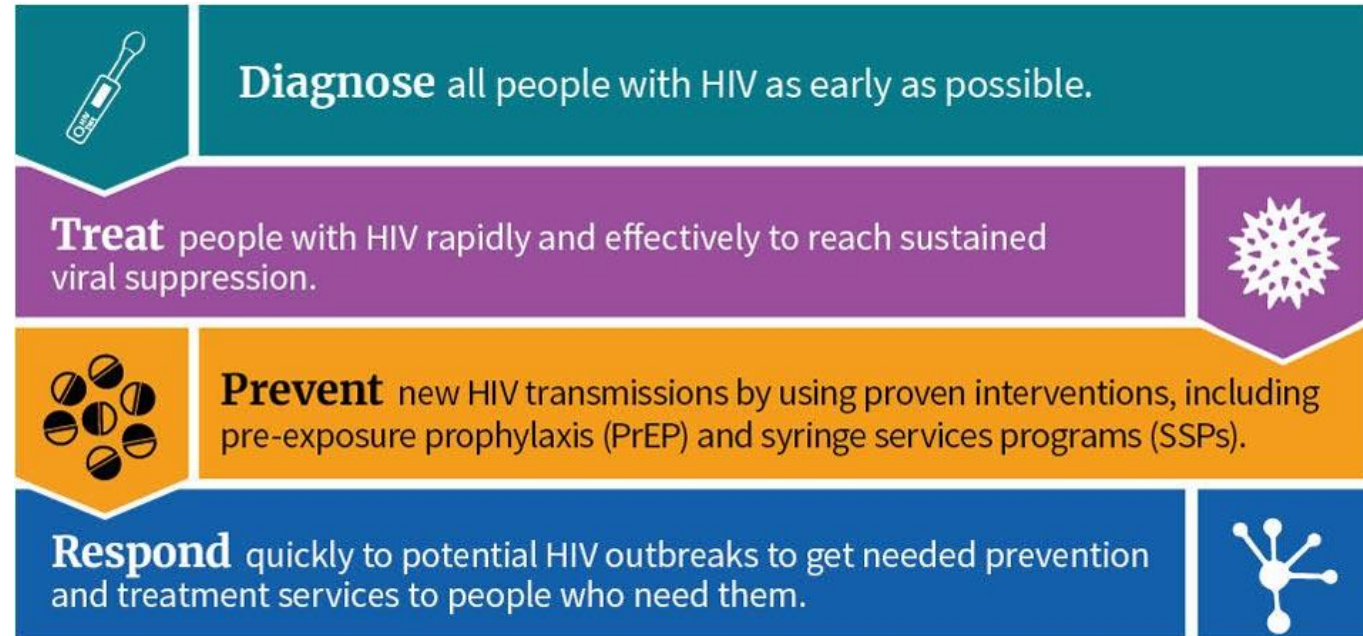 Diagnose all people with HIV as early as possible.
Treat people with HIV rapidly and effectively to reach sustained
viral suppression.
Prevent new HIV transmissions by using proven interventions, including
pre-exposure prophylaxis (PrEP) and syringe services programs (SSPs).
Respond quickly to potential HIV outbreaks to get needed prevention
and treatment services to people who need them.